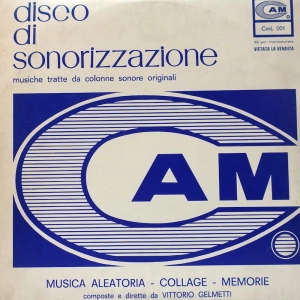 disco
di
sonorizzazione
musiche tratte da colonne sonore originali
CAM
CmL 001
VIETATA LA VENDITA
CAM
MUSICA ALEATORIA - COLLAGE - MEMORIE
composte e dirette da VITTORIO GELMETTI